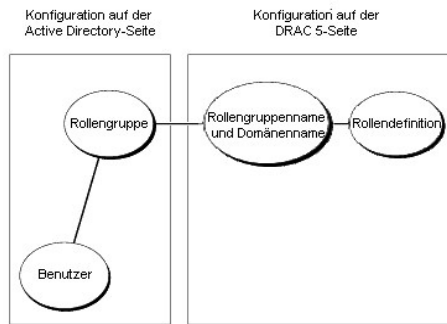 Konfiguration auf der
Active Directory-Seite
Konfiguration auf der
DRAC 5-Seite
Rollengruppe
Rollengruppenname
und Domänenname
Rollendefinition
Benutzer